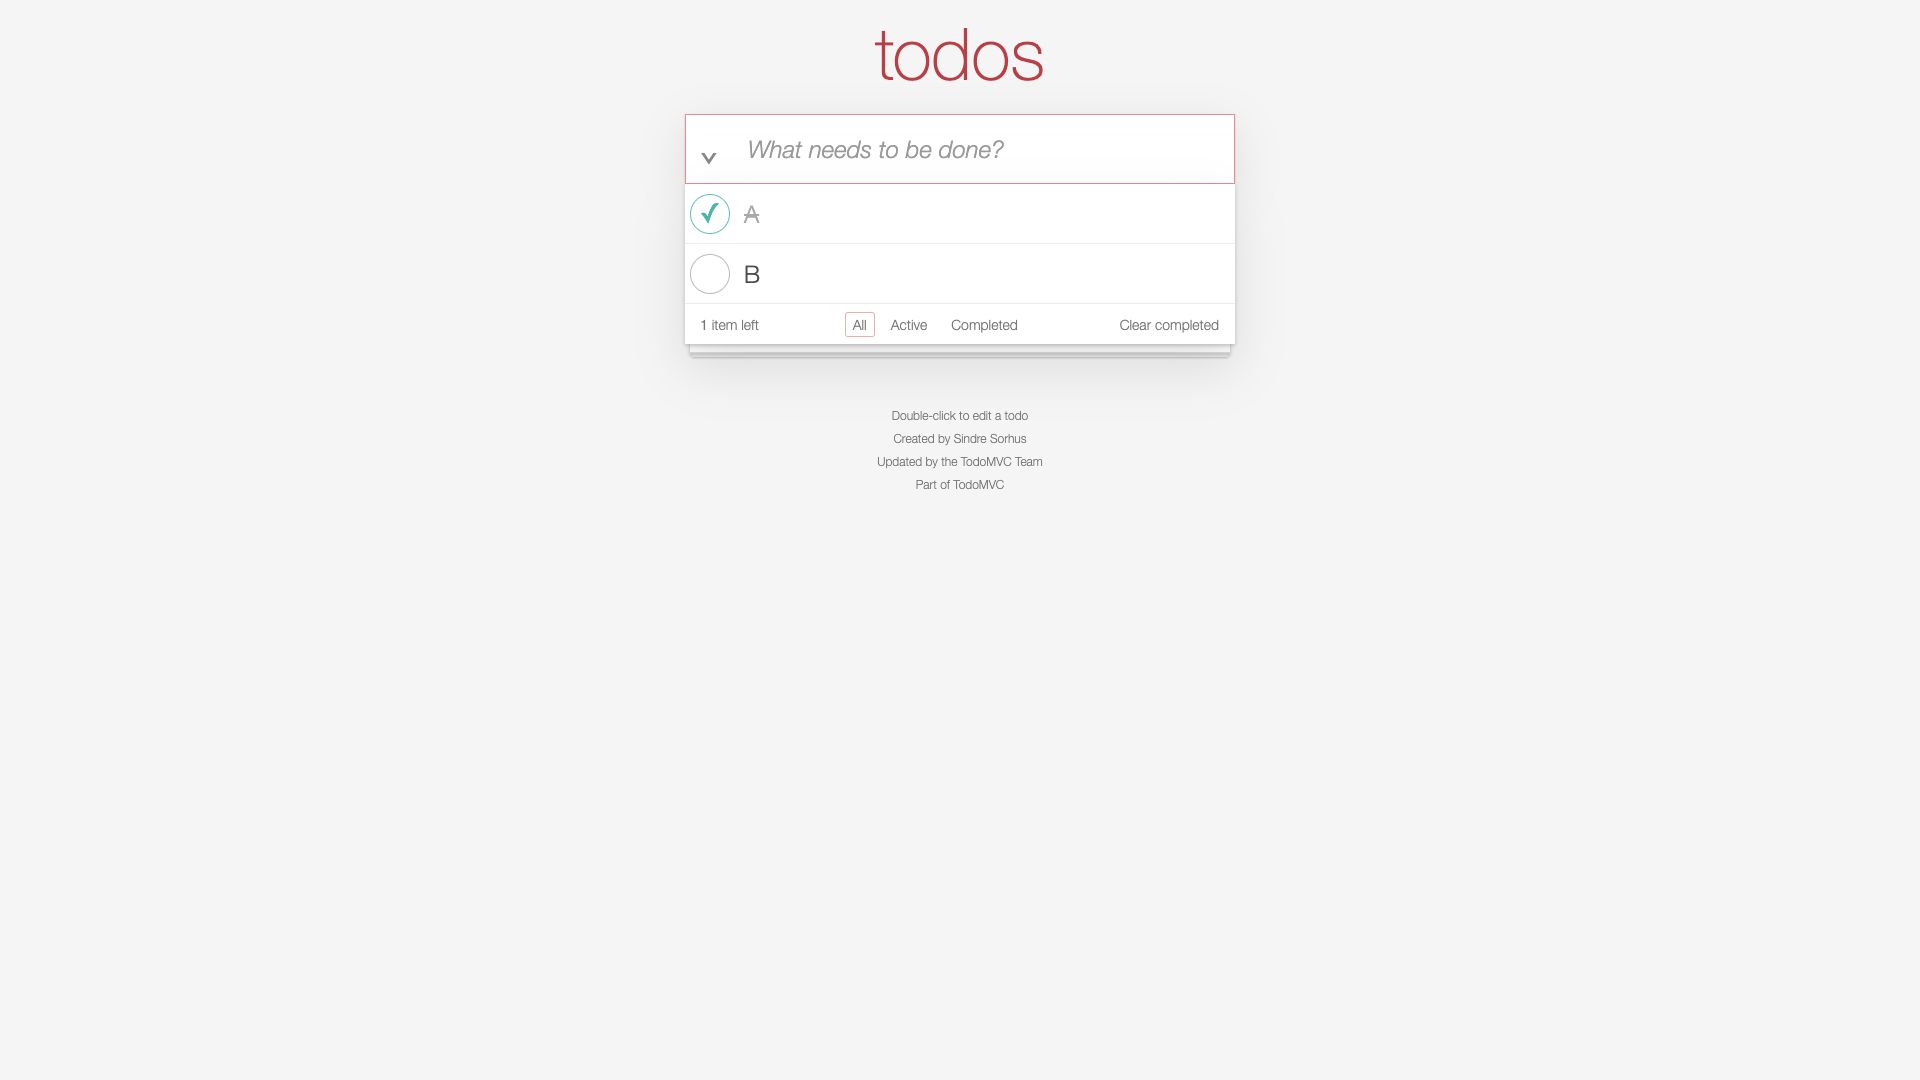 todos
What needs to be done?
A
B
1 item left All Active Completed Clear completed
Double-click to edit a todo
Created by Sindre Sorhus
Updated by the TodoMVC Team
Part of TodoMVC